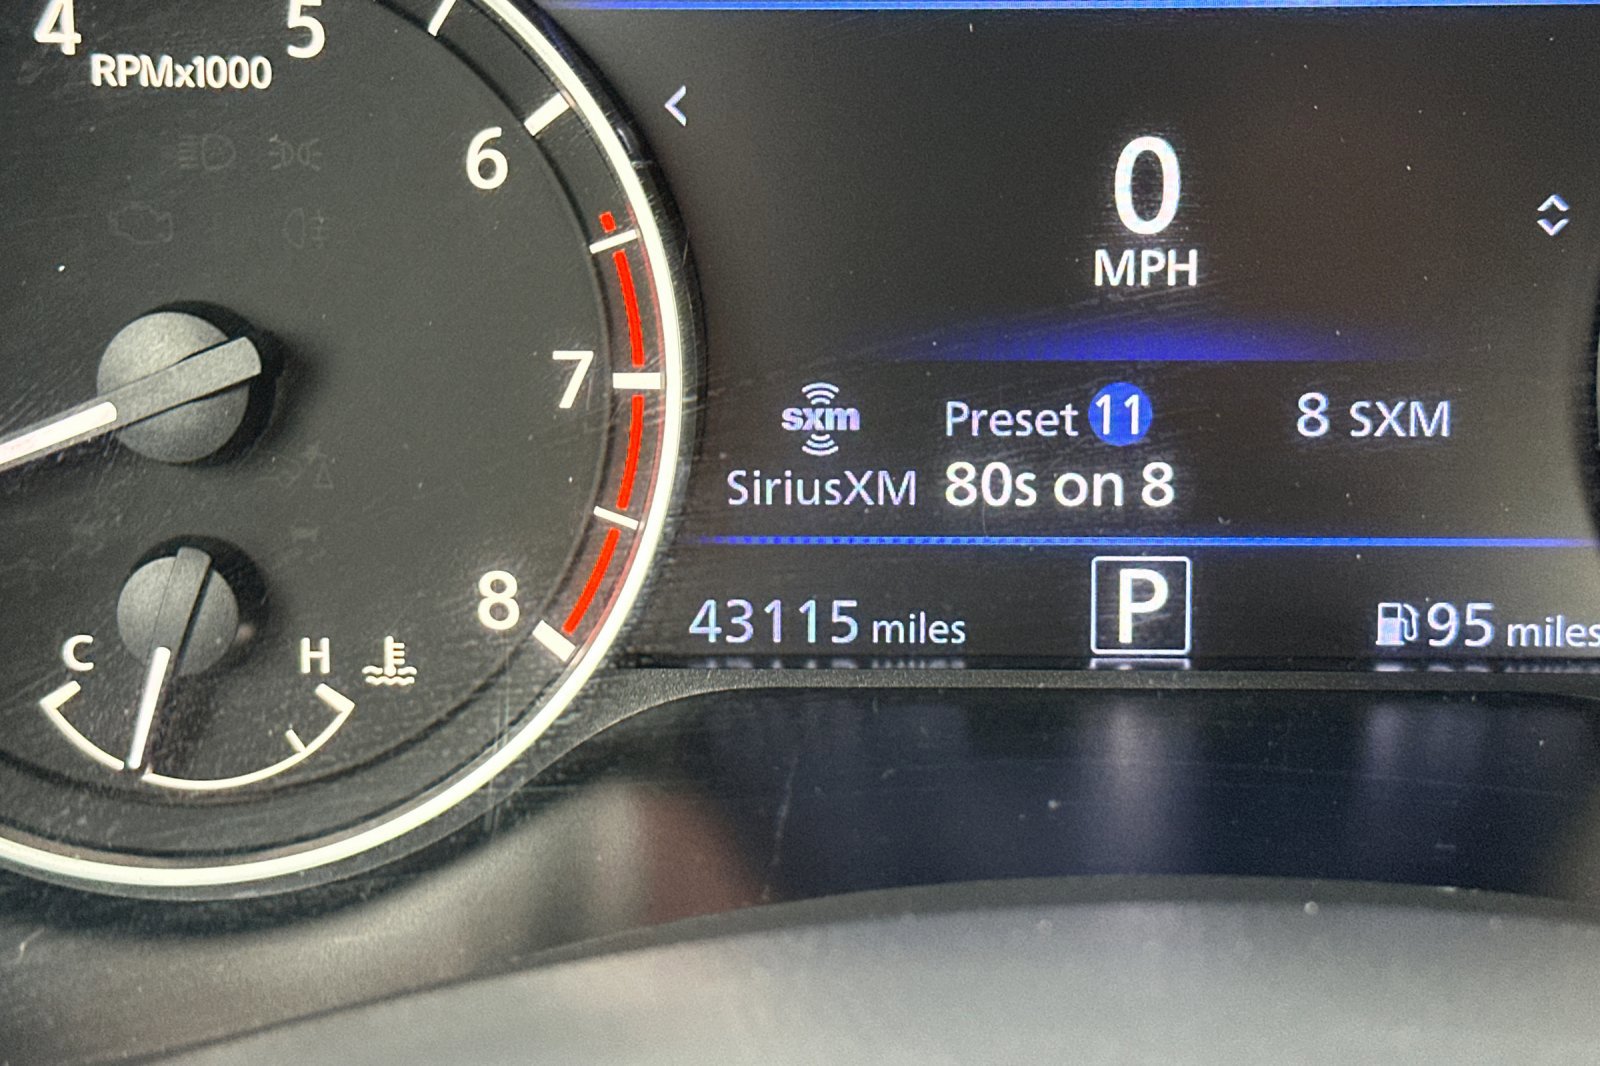 4
5
RPMx1000
6
7
8
C
H
0
MPH
sxm
Preset 11
8 SXM
SiriusXM
80s on 8
43115 miles
P
95 miles